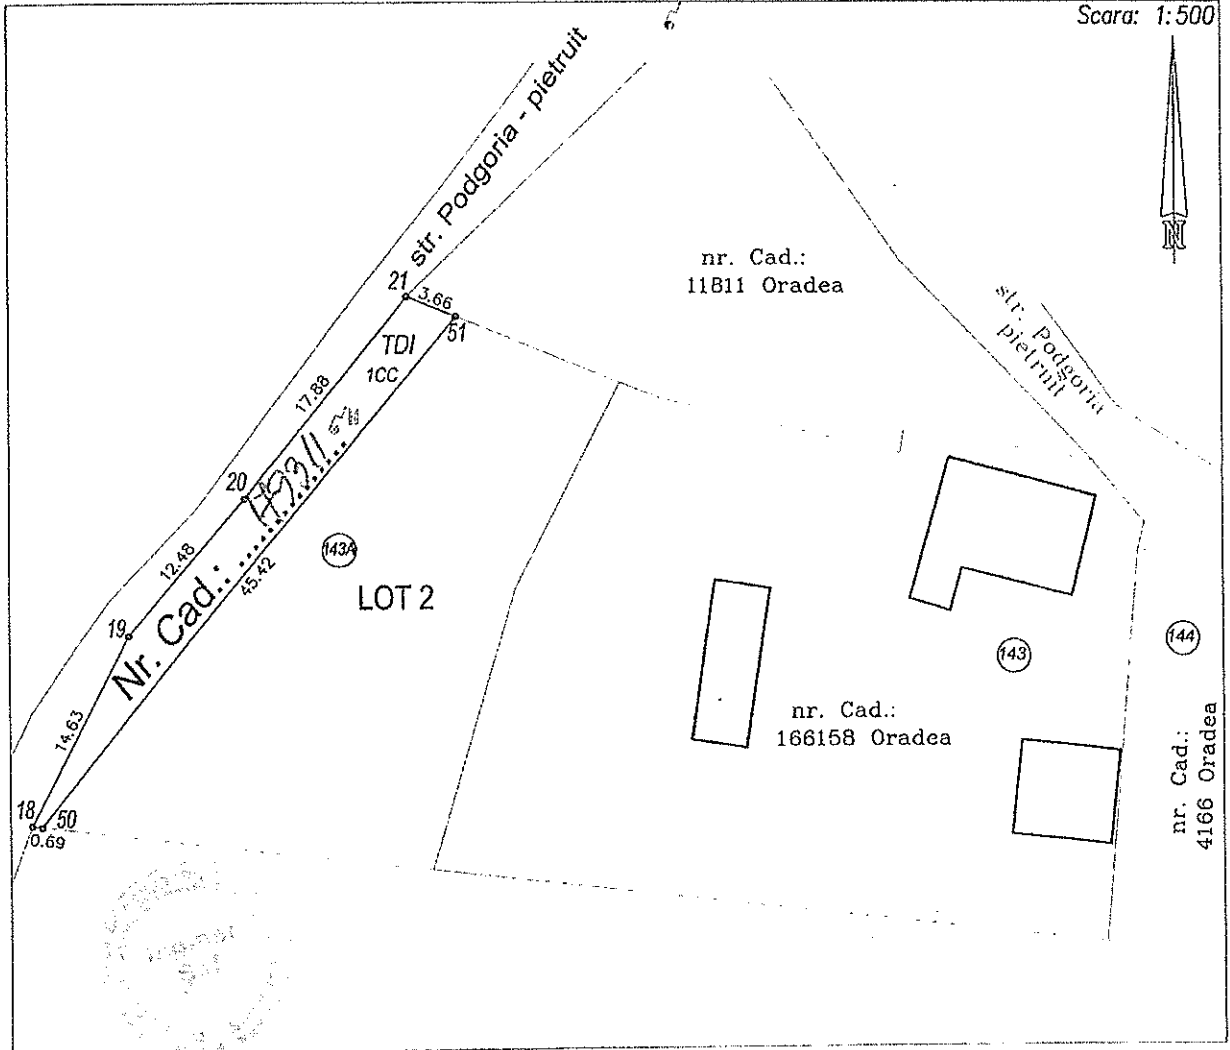 Scara: 1:500
str. Podgoria - pietruit
N
nr. Cad.:
11811 Oradea
21
3.66
51
str. Podgoria
pietruit
TDI
1CC
17.88
20
12.48
143A
45.42
LOT 2
19
Nr. Cad.:
143
144
14.63
nr. Cad.:
166158 Oradea
nr. Cad.:
4166 Oradea
18
50
0.69